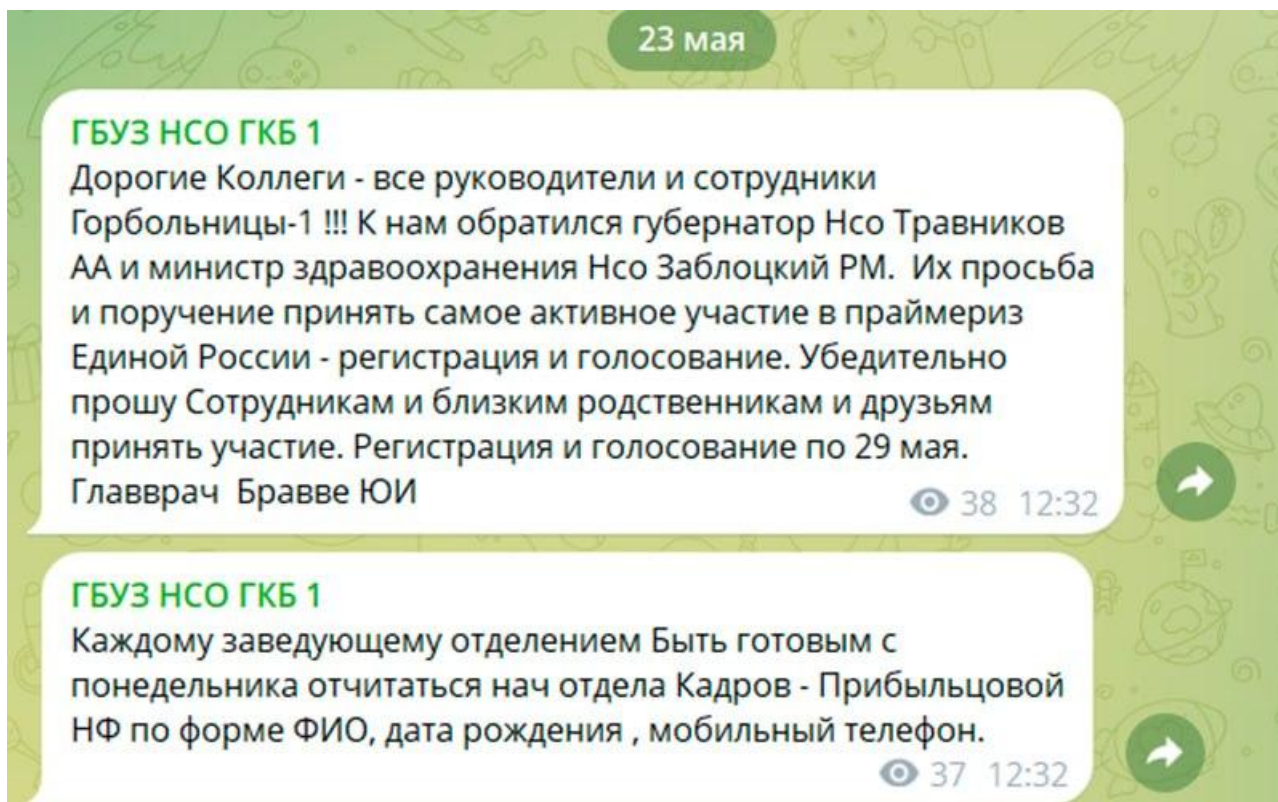 23 мая
ГБУЗ НСО ГКБ 1
Дорогие Коллеги - все руководители и сотрудники
Горбольницы-1 !!! К нам обратился губернатор Нсо Травников
АА и министр здравоохранения Нсо Заблоцкий РМ.  Их просьба
и поручение принять самое активное участие в праймериз
Единой России - регистрация и голосование. Убедительно
прошу Сотрудникам и близким родственникам и друзьям
принять участие. Регистрация и голосование по 29 мая.
Главврач  Бравве ЮИ
38 12:32
ГБУЗ НСО ГКБ 1
Каждому заведующему отделением Быть готовым с
понедельника отчитаться нач отдела Кадров - Прибыльцовой
НФ по форме ФИО, дата рождения , мобильный телефон.
37 12:32